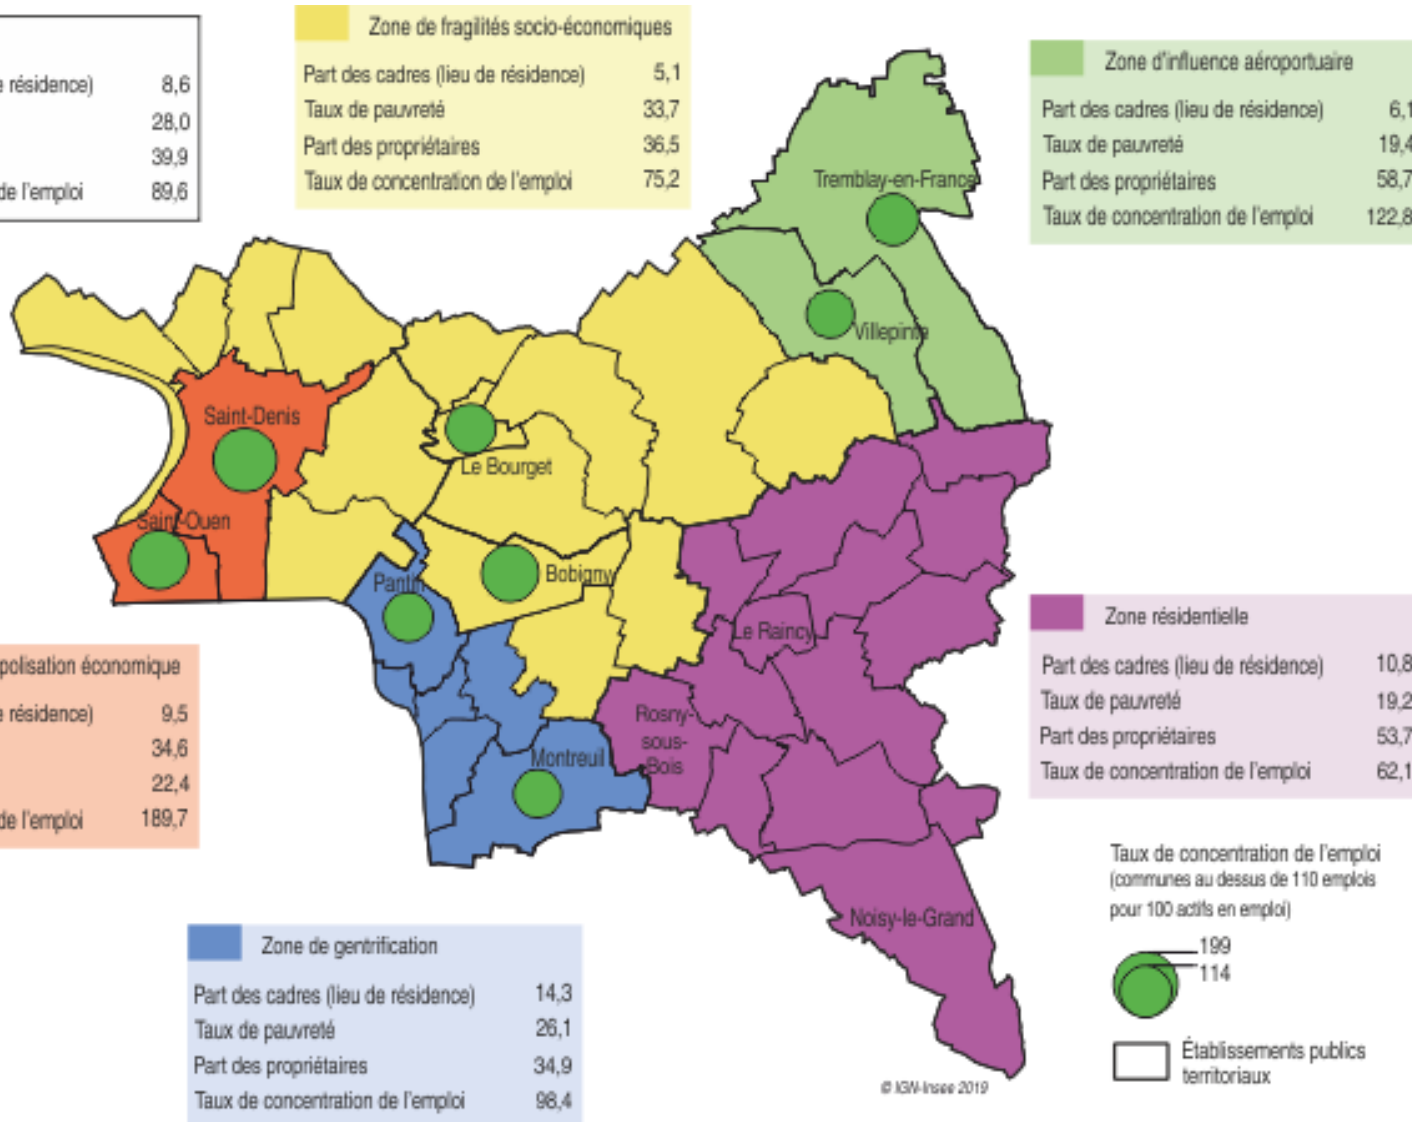 résidence) 8,6
28,0
39,9
de l'emploi 89,6
Zone de fragilités socio-économiques
Part des cadres (lieu de résidence) 5,1
Taux de pauvreté 33,7
Part des propriétaires 36,5
Taux de concentration de l'emploi 75,2
Zone d'influence aéroportuaire
Part des cadres (lieu de résidence) 6,1
Taux de pauvreté 19,4
Part des propriétaires 58,7
Taux de concentration de l'emploi 122,8
Tremblay-en-France
Villepinte
Saint-Denis
Le Bourget
Saint-Ouen
Bobigny
Pantin
Le Raincy
Rosny-
sous-
Bois
Montreuil
Noisy-le-Grand
polisation économique
résidence) 9,5
34,6
22,4
de l'emploi 189,7
Zone résidentielle
Part des cadres (lieu de résidence) 10,8
Taux de pauvreté 19,2
Part des propriétaires 53,7
Taux de concentration de l'emploi 62,1
Zone de gentrification
Part des cadres (lieu de résidence) 14,3
Taux de pauvreté 26,1
Part des propriétaires 34,9
Taux de concentration de l'emploi 98,4
Taux de concentration de l'emploi
(communes au dessus de 110 emplois
pour 100 actifs en emploi)
199
114
Établissements publics
territoriaux
© IGN-Insee 2019